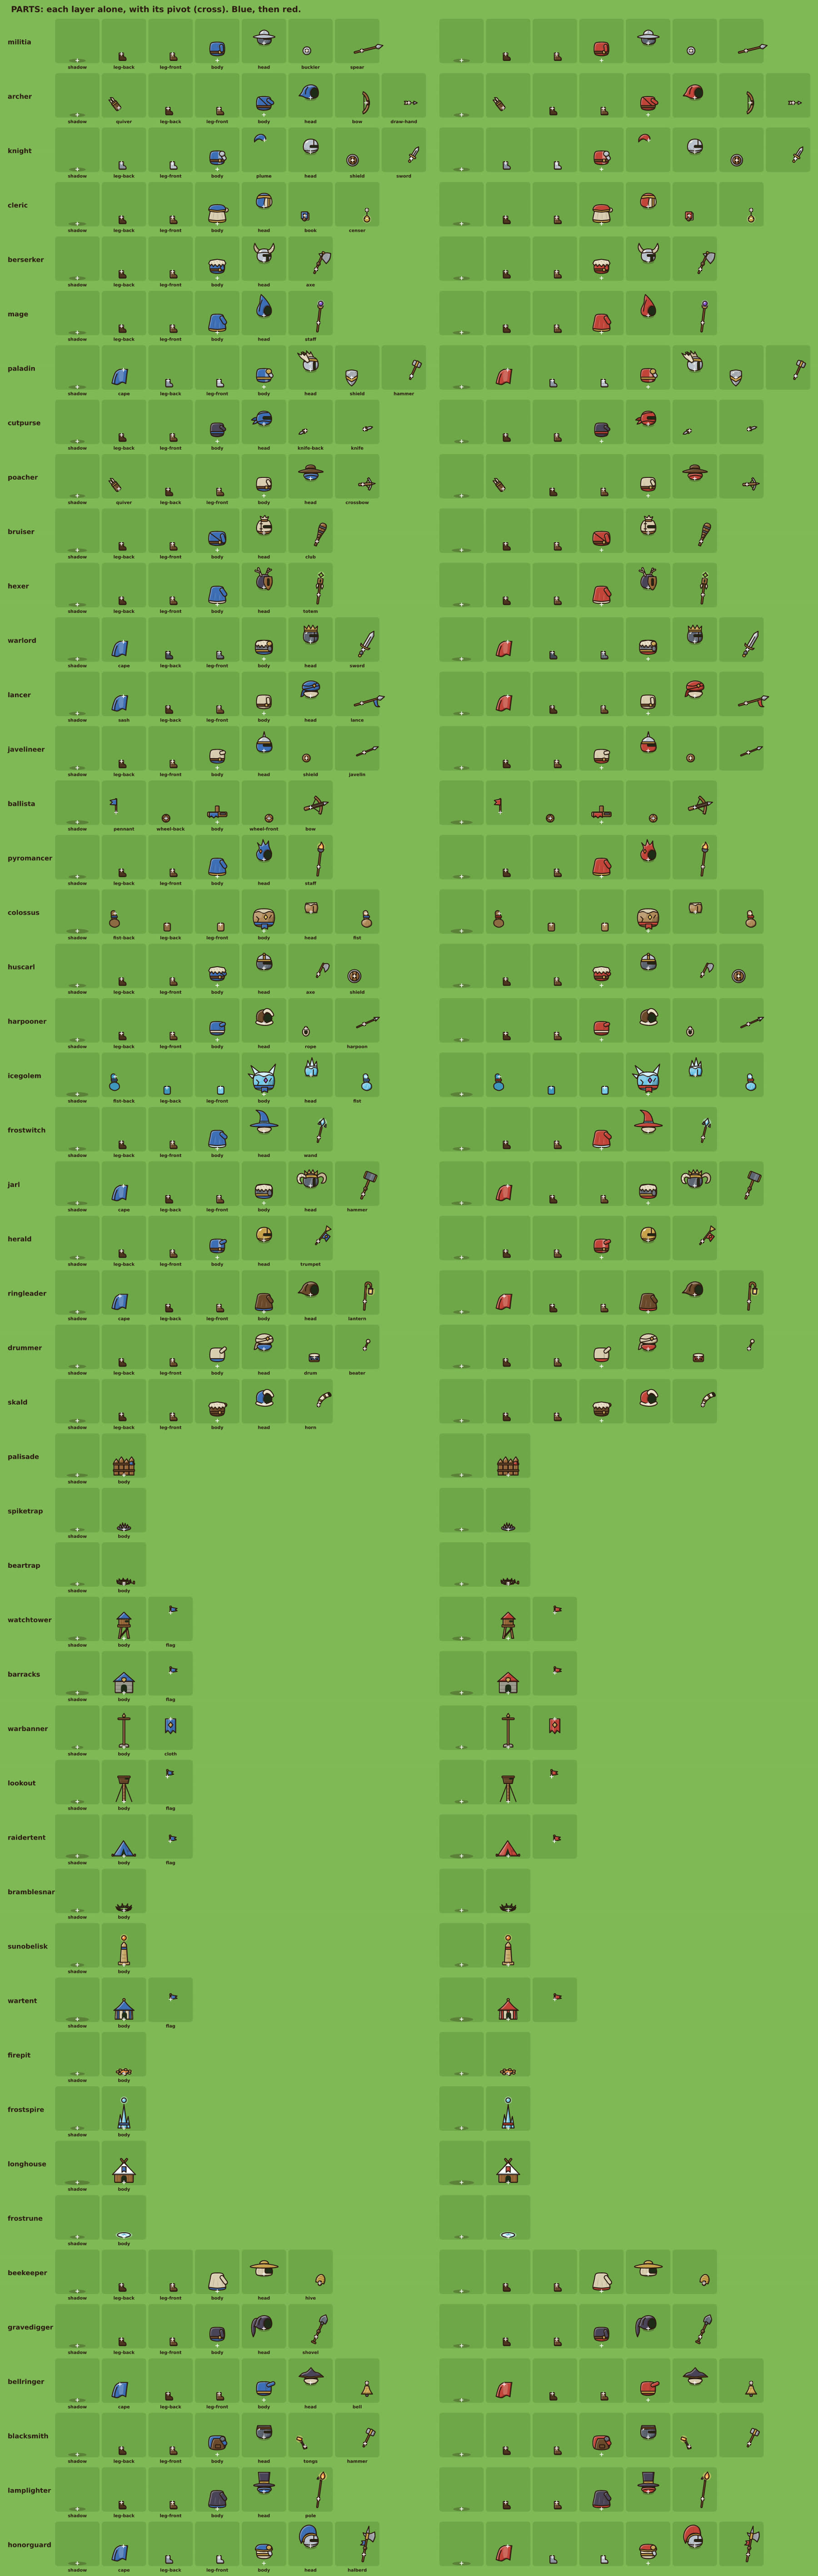 PARTS: each layer alone, with its pivot (cross). Blue, then red.
militia
shadow leg-back leg-front body head buckler spear
archer
shadow quiver leg-back leg-front body head bow draw-hand
knight
shadow leg-back leg-front body plume head shield sword
cleric
shadow leg-back leg-front body head book censer
berserker
shadow leg-back leg-front body head axe
mage
shadow leg-back leg-front body head staff
paladin
shadow cape leg-back leg-front body head shield hammer
cutpurse
shadow leg-back leg-front body head knife-back knife
poacher
shadow quiver leg-back leg-front body head crossbow
bruiser
shadow leg-back leg-front body head club
hexer
shadow leg-back leg-front body head totem
warlord
shadow cape leg-back leg-front body head sword
lancer
shadow sash leg-back leg-front body head lance
javelineer
shadow leg-back leg-front body head shield javelin
ballista
shadow pennant wheel-back body wheel-front bow
pyromancer
shadow leg-back leg-front body head staff
colossus
shadow fist-back leg-back leg-front body head fist
huscarl
shadow leg-back leg-front body head axe shield
harpooner
shadow leg-back leg-front body head rope harpoon
icegolem
shadow fist-back leg-back leg-front body head fist
frostwitch
shadow leg-back leg-front body head wand
jarl
shadow cape leg-back leg-front body head hammer
herald
shadow leg-back leg-front body head trumpet
ringleader
shadow cape leg-back leg-front body head lantern
drummer
shadow leg-back leg-front body head drum beater
skald
shadow leg-back leg-front body head horn
palisade
shadow body
spiketrap
shadow body
beartrap
shadow body
watchtower
shadow body flag
barracks
shadow body flag
warbanner
shadow body cloth
lookout
shadow body flag
raidertent
shadow body flag
bramblesnar
shadow body
sunobelisk
shadow body
wartent
shadow body flag
firepit
shadow body
frostspire
shadow body
longhouse
shadow body
frostrune
shadow body
beekeeper
shadow leg-back leg-front body head hive
gravedigger
shadow leg-back leg-front body head shovel
bellringer
shadow cape leg-back leg-front body head bell
blacksmith
shadow leg-back leg-front body head tongs hammer
lamplighter
shadow leg-back leg-front body head pole
honorguard
shadow cape leg-back leg-front body head halberd